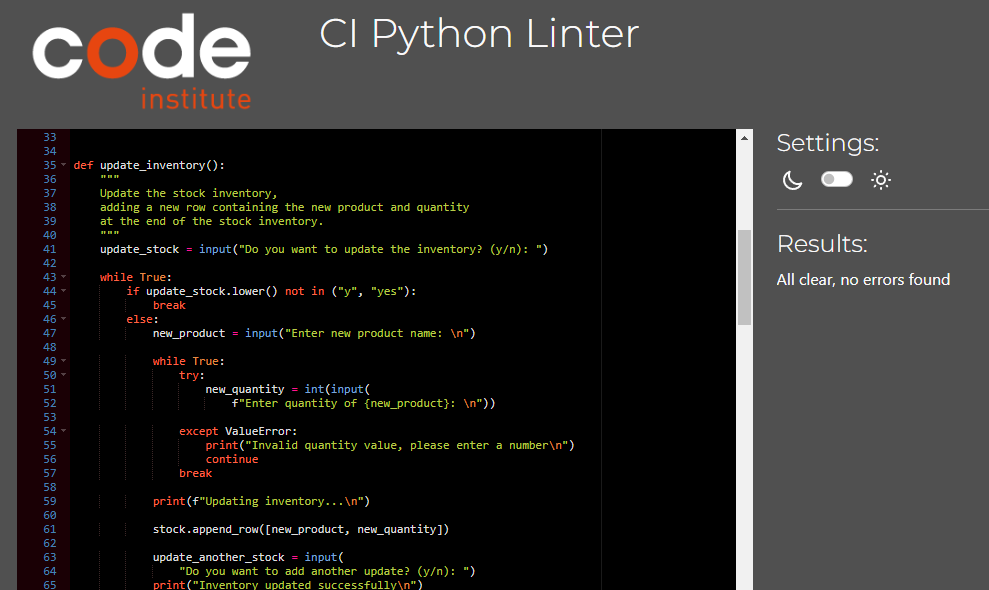 code
institute
CI Python Linter
33
34
35 def update_inventory():
36 """
37 Update the stock inventory,
38 adding a new row containing the new product and quantity
39 at the end of the stock inventory.
40 """
41 update_stock = input("Do you want to update the inventory? (y/n): ")
42
43 while True:
44 if update_stock.lower() not in ("y", "yes"):
45 break
46 else:
47 new_product = input("Enter new product name: \n")
48
49 while True:
50 try:
51 new_quantity = int(input(
52 f"Enter quantity of {new_product}: \n"))
53
54 except ValueError:
55 print("Invalid quantity value, please enter a number\n")
56 continue
57 break
58
59 print(f"Updating inventory...\n")
60
61 stock.append_row([new_product, new_quantity])
62
63 update_another_stock = input(
64 "Do you want to add another update? (y/n): ")
65 print("Inventory updated successfully\n")
Settings:
Results:
All clear, no errors found